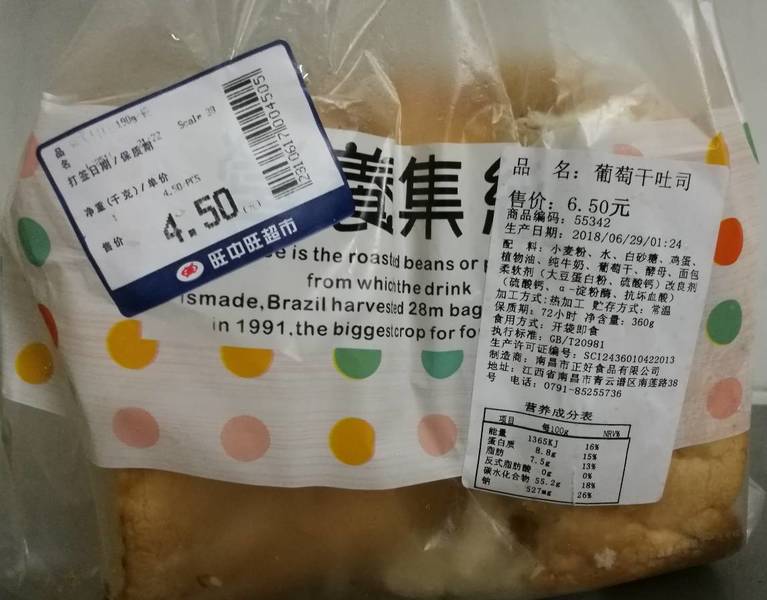 品名
190g
打签日期/保质期
Scale 39
净重(千克)/单价
4.50/PCS
1
售价
4.50
(元)
2310617004505
旺中旺超市
義集
is the roasted beans or
from which the drink
ismade,Brazil harvested 28m bag
in 1991,the biggest crop for fo
品 名: 葡萄干吐司
售价: 6.50元
商品编码: 55342
生产日期: 2018/06/29/01:24
配 料: 小麦粉、水、白砂糖、鸡蛋、
植物油、纯牛奶、葡萄干、酵母、面包
柔软剂(大豆蛋白粉、硫酸钙)改良剂
(硫酸钙、α-淀粉酶、抗坏血酸)
加工方式:热加工 贮存方式: 常温
保质期: 72小时 净含量: 360g
食用方式: 开袋即食
执行标准: GB/T20981
生产许可证编号: SC12436010422013
制造商: 南昌市正好食品有限公司
地址: 江西省南昌市青云谱区南莲路38
号 电话: 0791-85255736
营养成分表
项目 每100g NRV%
能量 1365KJ 16%
蛋白质 8.8g 15%
脂肪 7.5g 13%
反式脂肪酸 0g 0%
碳水化合物 55.2g 18%
钠 527mg 26%